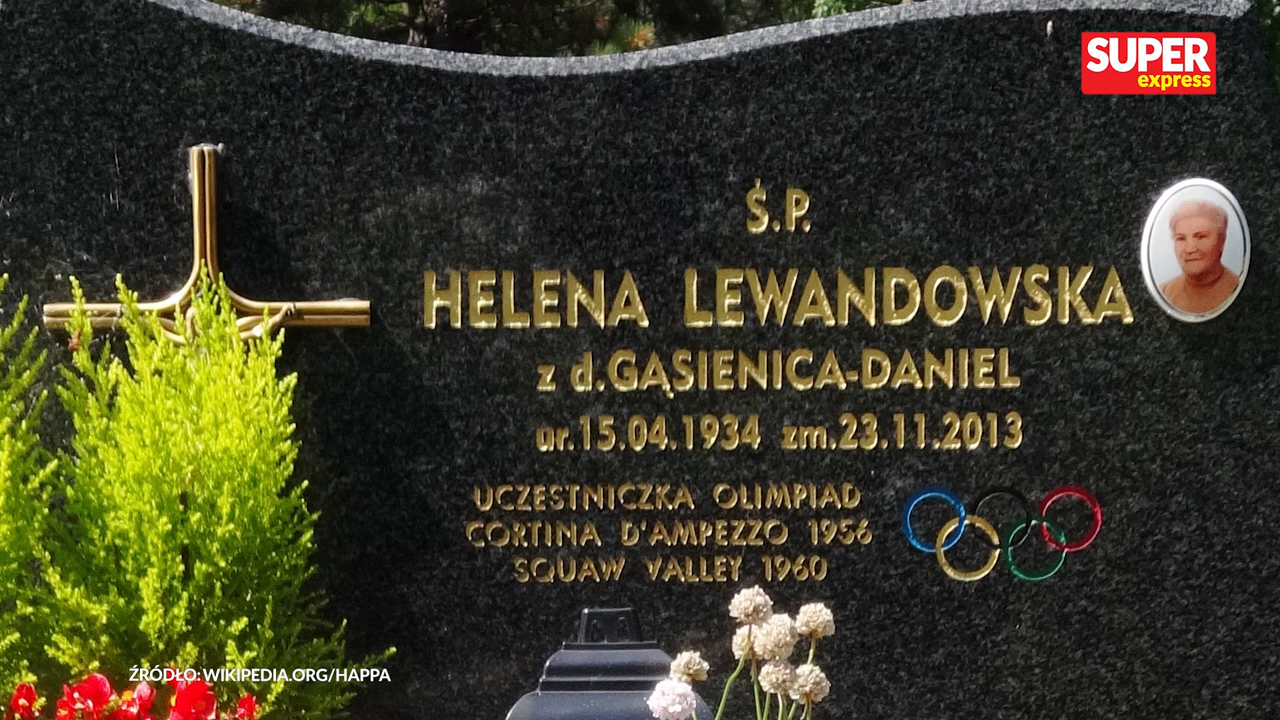 SUPER
express
Ś.P.
HELENA LEWANDOWSKA
z d.GĄSIENICA-DANIEL
ur.15.04.1934 zm.23.11.2013
UCZESTNICZKA OLIMPIAD
CORTINA D'AMPEZZO 1956
SQUAW VALLEY 1960
ŹRÓDŁO: WIKIPEDIA.ORG/HAPPA